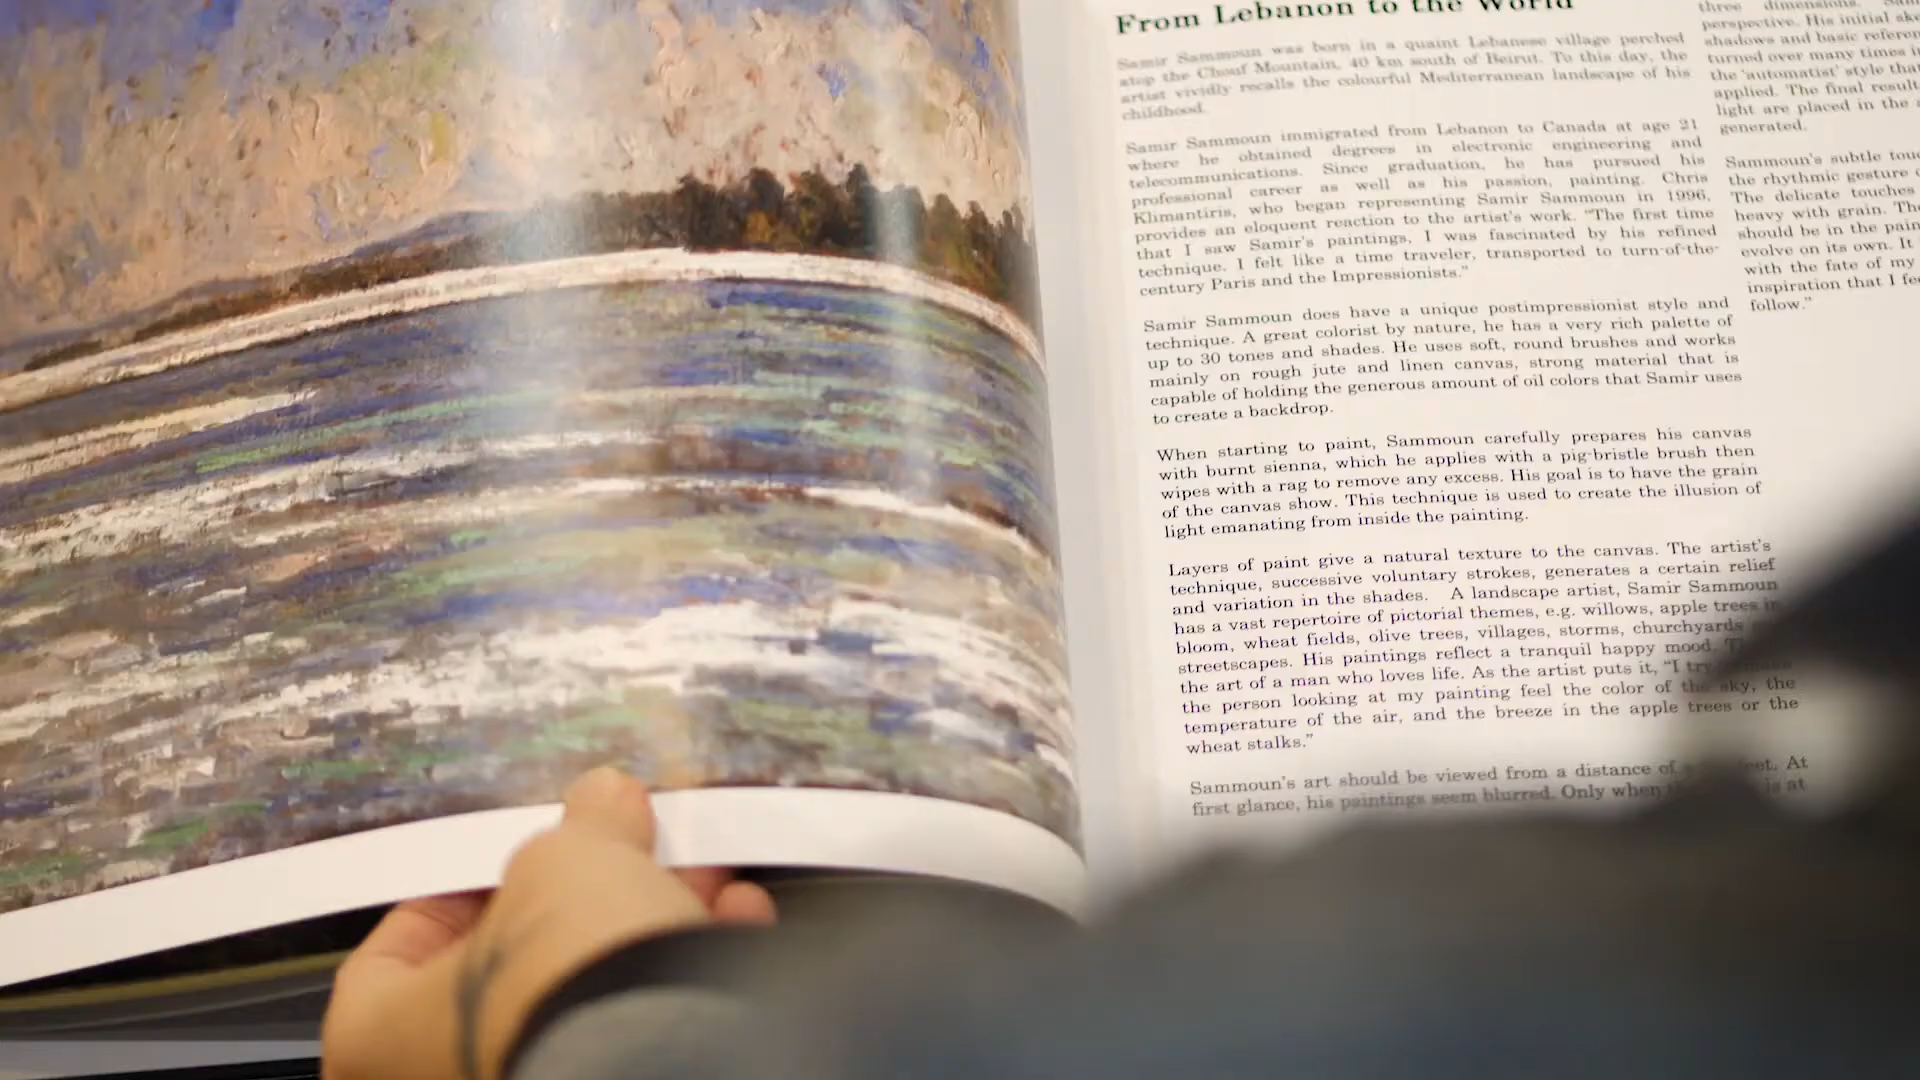 From Lebanon to the World
Samir Sammoun was born in a quaint Lebanese village perched
atop the Chouf Mountain, 40 km south of Beirut. To this day, the
artist vividly recalls the colourful Mediterranean landscape of his
childhood.
Samir Sammoun immigrated from Lebanon to Canada at age 21
where he obtained degrees in electronic engineering and
telecommunications. Since graduation, he has pursued his
professional career as well as his passion, painting. Chris
Klimantiris, who began representing Samir Sammoun in 1996,
provides an eloquent reaction to the artist's work. “The first time
that I saw Samir's paintings, I was fascinated by his refined
technique. I felt like a time traveler, transported to turn-of-the-
century Paris and the Impressionists.”
Samir Sammoun does have a unique postimpressionist style and
technique. A great colorist by nature, he has a very rich palette of
up to 30 tones and shades. He uses soft, round brushes and works
mainly on rough jute and linen canvas, strong material that is
capable of holding the generous amount of oil colors that Samir uses
to create a backdrop.
When starting to paint, Sammoun carefully prepares his canvas
with burnt sienna, which he applies with a pig-bristle brush then
wipes with a rag to remove any excess. His goal is to have the grain
of the canvas show. This technique is used to create the illusion of
light emanating from inside the painting.
Layers of paint give a natural texture to the canvas. The artist's
technique, successive voluntary strokes, generates a certain relief
and variation in the shades. A landscape artist, Samir Sammoun
has a vast repertoire of pictorial themes, e.g. willows, apple trees in
bloom, wheat fields, olive trees, villages, storms, churchyards
streetscapes. His paintings reflect a tranquil happy mood.
the art of a man who loves life. As the artist puts it, “I try
the person looking at my painting feel the color of the sky, the
temperature of the air, and the breeze in the apple trees or the
wheat stalks.”
Sammoun's art should be viewed from a distance of feet. At
first glance, his paintings seem blurred. Only when is at
three dimensions.
perspective. His initial
shadows and basic
turned over many times
the 'automatist' style that
applied. The final
light are placed in the
generated.
Sammoun's subtle
the rhythmic gesture
The delicate touches
heavy with grain.
should be in the
evolve on its own. It
with the fate of my
inspiration that I
follow.”